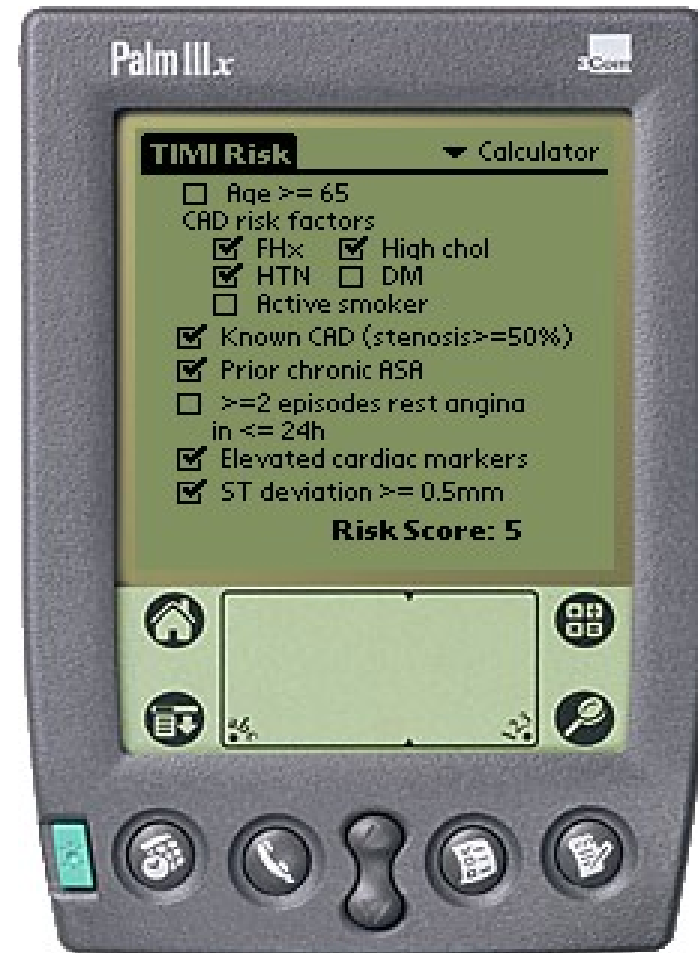 Palm IIIx
3Com
TIMI Risk Calculator
Age >= 65
CAD risk factors
FHx High chol
HTN DM
Active smoker
Known CAD (stenosis>=50%)
Prior chronic ASA
>=2 episodes rest angina
in <= 24h
Elevated cardiac markers
ST deviation >= 0.5mm
Risk Score: 5